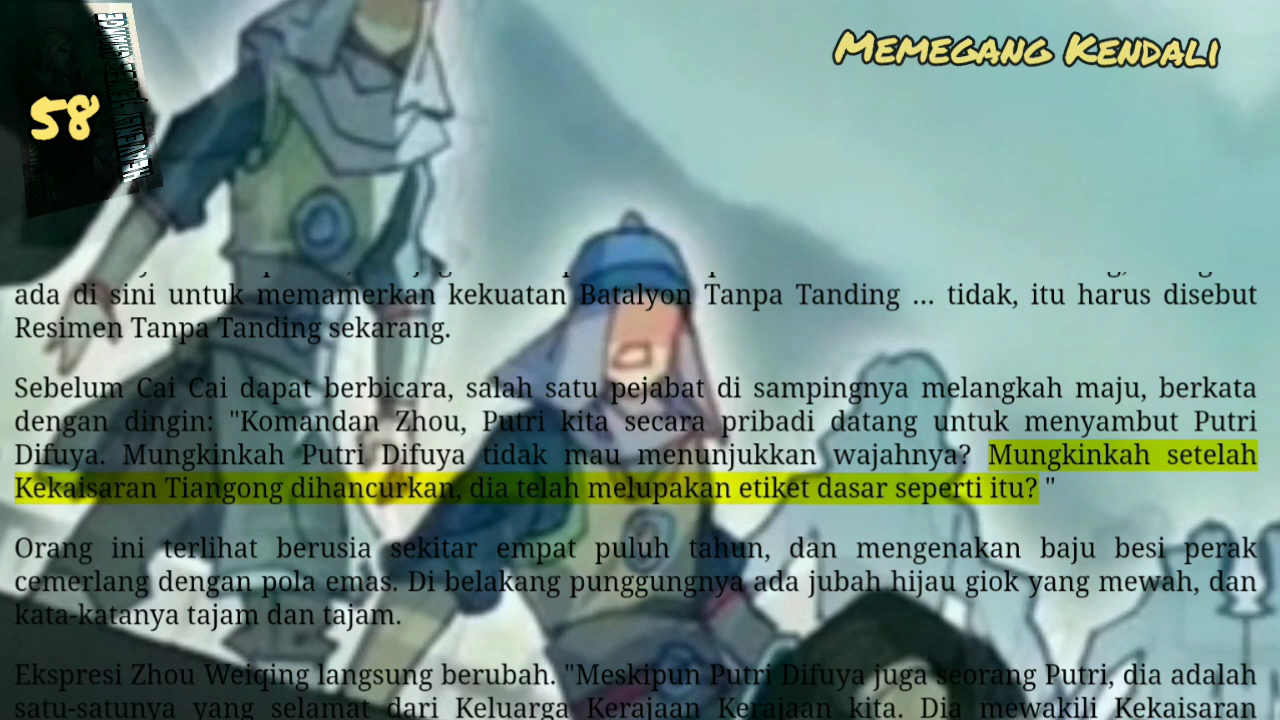 Memegang Kendali
58
HEAVENLY JEWEL CHANGE
ada di sini untuk memamerkan kekuatan Batalyon Tanpa Tanding ... tidak, itu harus disebut
Resimen Tanpa Tanding sekarang.
Sebelum Cai Cai dapat berbicara, salah satu pejabat di sampingnya melangkah maju, berkata
dengan dingin: "Komandan Zhou, Putri kita secara pribadi datang untuk menyambut Putri
Difuya. Mungkinkah Putri Difuya tidak mau menunjukkan wajahnya? Mungkinkah setelah
Kekaisaran Tiangong dihancurkan, dia telah melupakan etiket dasar seperti itu? "
Orang ini terlihat berusia sekitar empat puluh tahun, dan mengenakan baju besi perak
cemerlang dengan pola emas. Di belakang punggungnya ada jubah hijau giok yang mewah, dan
kata-katanya tajam dan tajam.
Ekspresi Zhou Weiqing langsung berubah. "Meskipun Putri Difuya juga seorang Putri, dia adalah
satu-satunya yang selamat dari Keluarga Kerajaan Kerajaan kita. Dia mewakili Kekaisaran